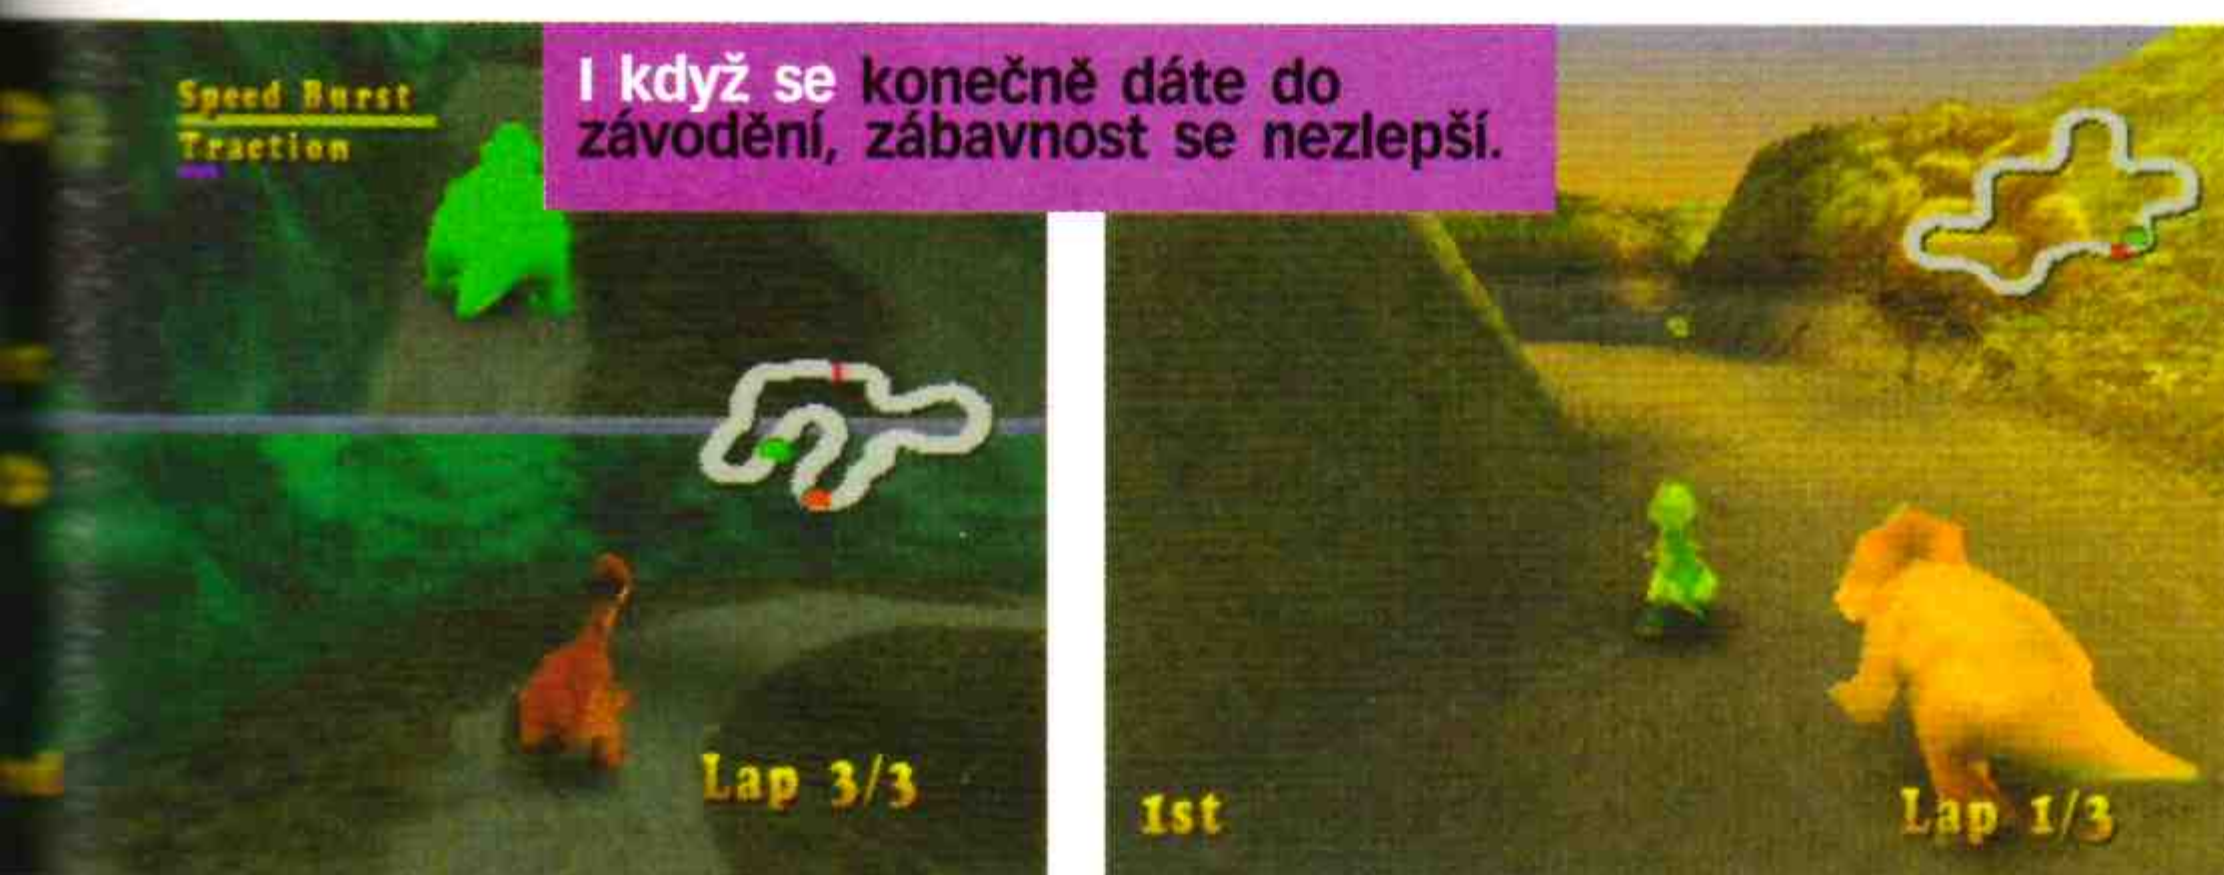 Speed Burst
Traction
I když se konečně dáte do
závodění, zábavnost se nezlepší.
Lap 3/3
1st
Lap 1/3